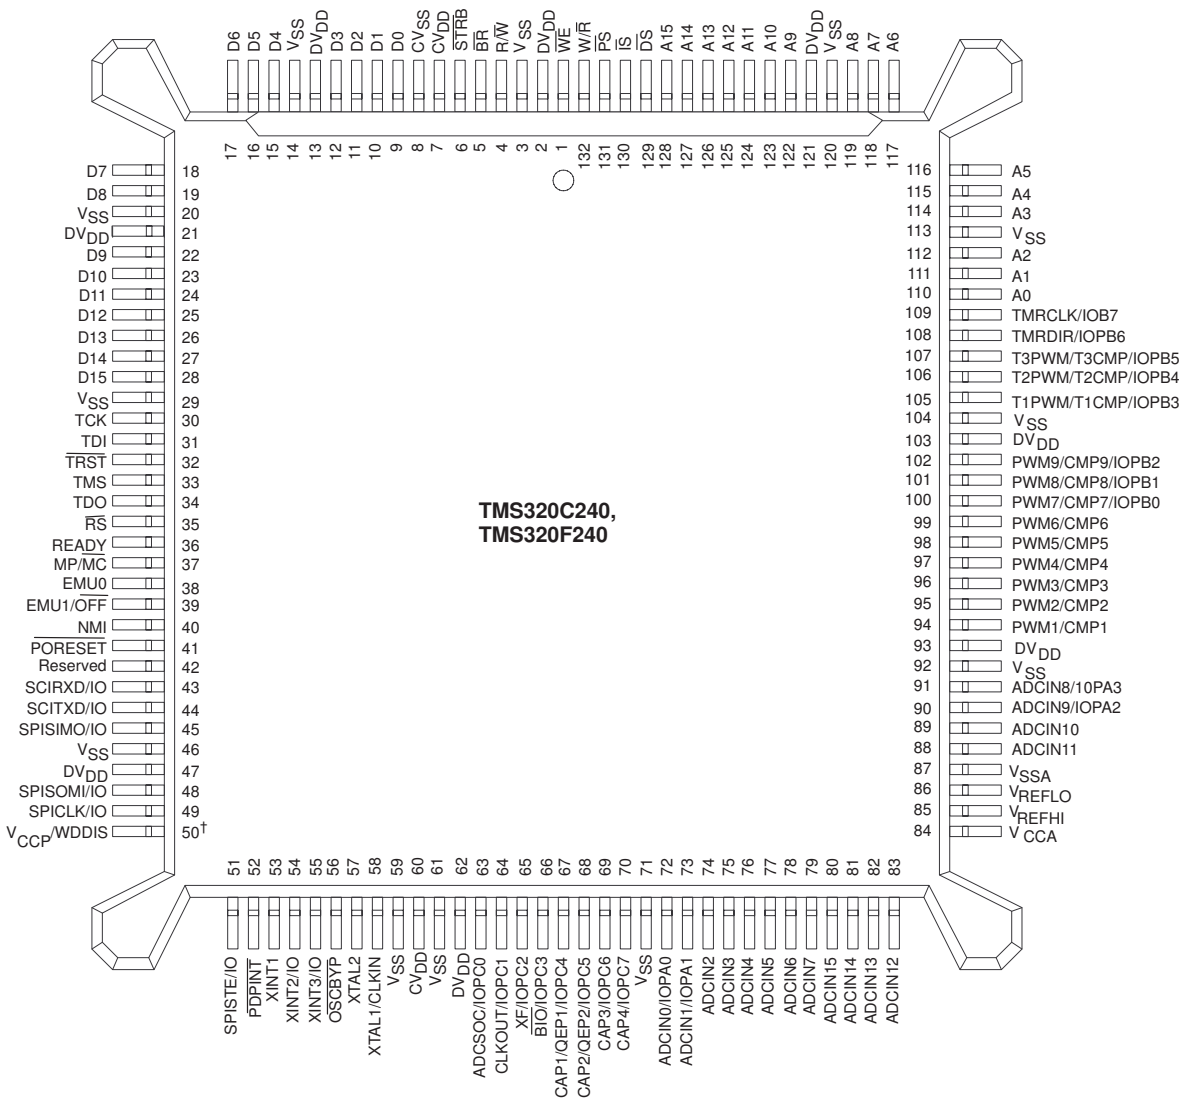 D6 D5 D4 VSS DVDD D3 D2 D1 D0 CVSS CVDD STRB BR R/W VSS DVDD WE W/R PS IS DS A15 A14 A13 A12 A11 A10 A9 DVDD VSS A8 A7 A6
17 16 15 14 13 12 11 10 9 8 7 6 5 4 3 2 1 132 131 130 129 128 127 126 125 124 123 122 121 120 119 118 117
D7 18 116 A5
D8 19 115 A4
VSS 20 114 A3
DVDD 21 113 VSS
D9 22 112 A2
D10 23 111 A1
D11 24 110 A0
D12 25 109 TMRCLK/IOB7
D13 26 108 TMRDIR/IOPB6
D14 27 107 T3PWM/T3CMP/IOPB5
D15 28 106 T2PWM/T2CMP/IOPB4
VSS 29 105 T1PWM/T1CMP/IOPB3
TCK 30 104 VSS
TDI 31 103 DVDD
TRST 32 102 PWM9/CMP9/IOPB2
TMS 33 101 PWM8/CMP8/IOPB1
TDO 34 100 PWM7/CMP7/IOPB0
TMS320C240,
TMS320F240
RS 35 99 PWM6/CMP6
READY 36 98 PWM5/CMP5
MP/MC 37 97 PWM4/CMP4
EMU0 38 96 PWM3/CMP3
EMU1/OFF 39 95 PWM2/CMP2
NMI 40 94 PWM1/CMP1
PORESET 41 93 DVDD
Reserved 42 92 VSS
SCIRXD/IO 43 91 ADCIN8/10PA3
SCITXD/IO 44 90 ADCIN9/IOPA2
SPISIMO/IO 45 89 ADCIN10
VSS 46 88 ADCIN11
DVDD 47 87 VSSA
SPISOMI/IO 48 86 VREFLO
SPICLK/IO 49 85 VREFHI
VCCP/WDDIS 50† 84 VCCA
51 52 53 54 55 56 57 58 59 60 61 62 63 64 65 66 67 68 69 70 71 72 73 74 75 76 77 78 79 80 81 82 83
SPISTE/IO PDPINT XINT1 XINT2/IO XINT3/IO OSCBYP XTAL2 XTAL1/CLKIN VSS CVDD VSS DVDD ADCSOC/IOPC0 CLKOUT/IOPC1 XF/IOPC2 BIO/IOPC3 CAP1/QEP1/IOPC4 CAP2/QEP2/IOPC5 CAP3/IOPC6 CAP4/IOPC7 VSS ADCIN0/IOPA0 ADCIN1/IOPA1 ADCIN2 ADCIN3 ADCIN4 ADCIN5 ADCIN6 ADCIN7 ADCIN15 ADCIN14 ADCIN13 ADCIN12